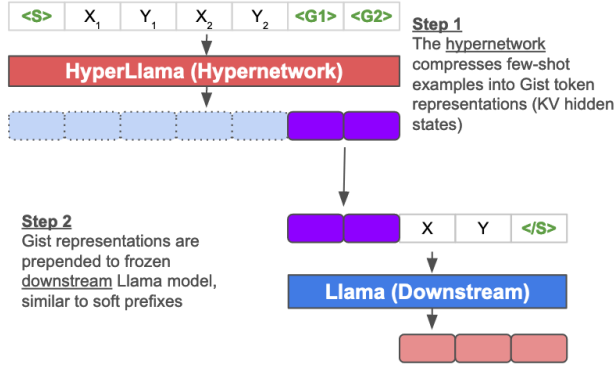 <S> X1 Y1 X2 Y2 <G1> <G2>
Step 1
The hypernetwork
compresses few-shot
examples into Gist token
representations (KV hidden
states)
HyperLlama (Hypernetwork)
Step 2
Gist representations are
prepended to frozen
downstream Llama model,
similar to soft prefixes
X Y </S>
Llama (Downstream)